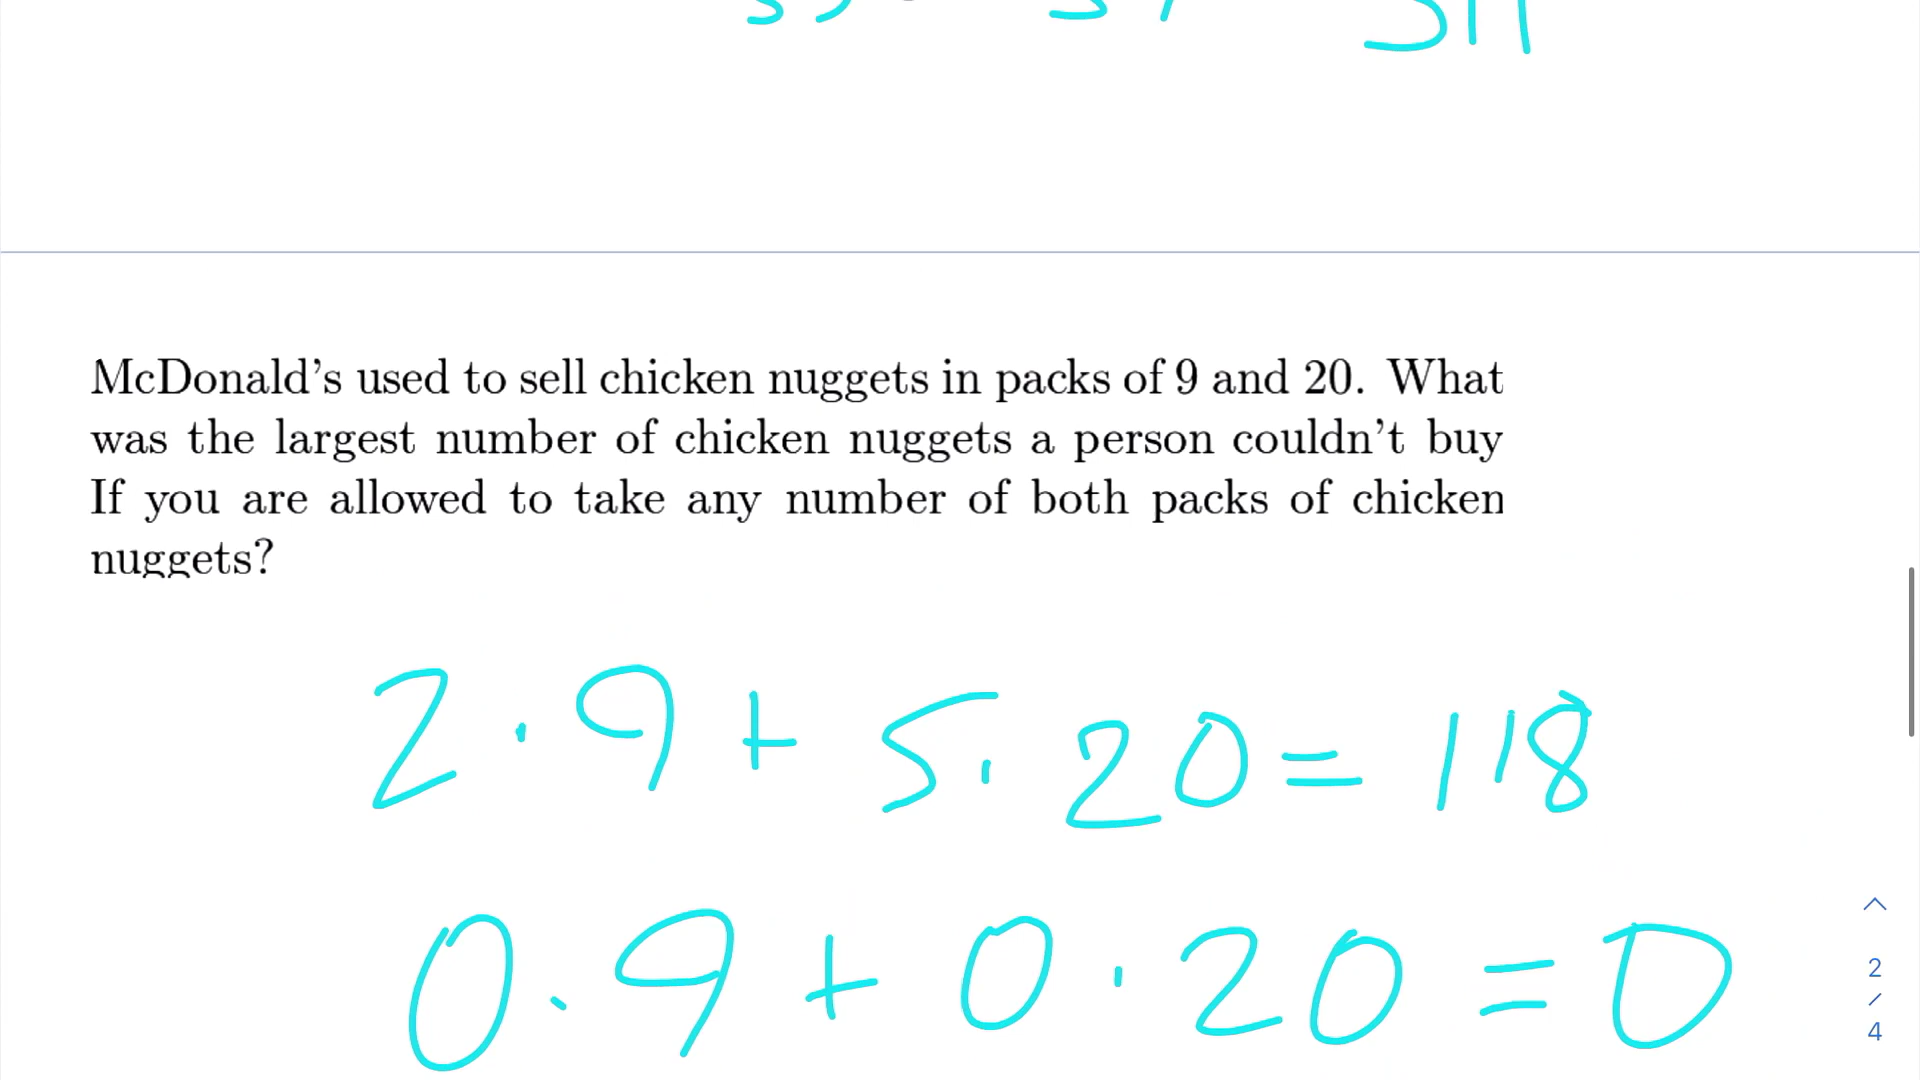 McDonald's used to sell chicken nuggets in packs of 9 and 20. What
was the largest number of chicken nuggets a person couldn't buy
If you are allowed to take any number of both packs of chicken
nuggets?
2 · 9 + 5 · 20 = 118
0 · 9 + 0 · 20 = 0
2
/
4